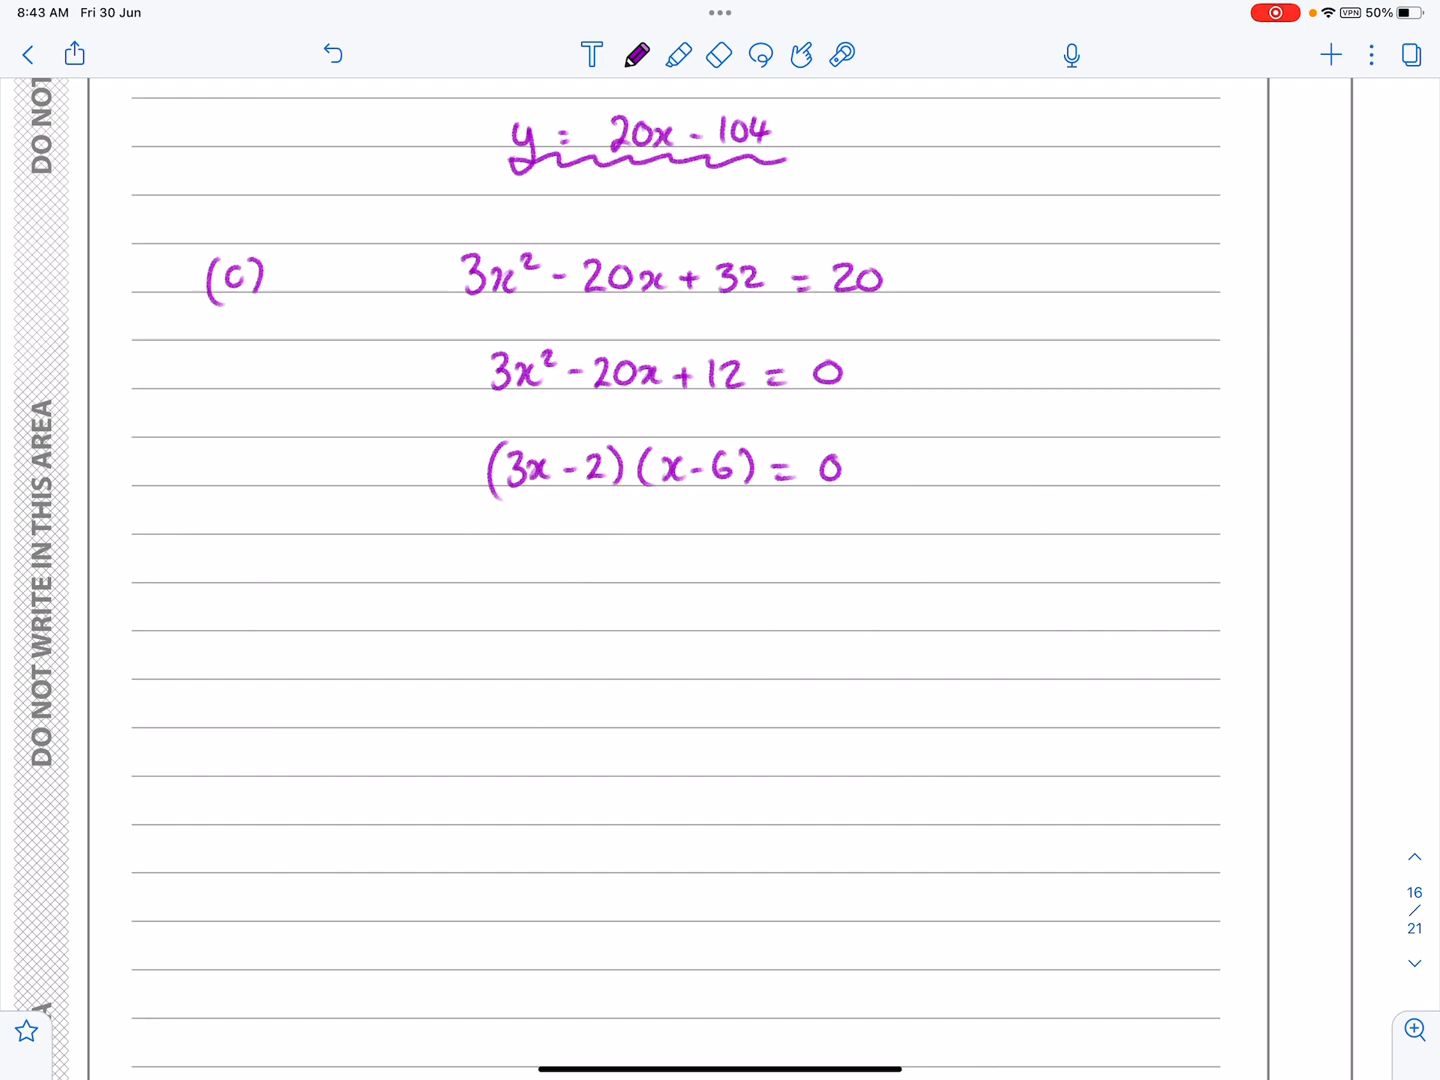 8:43 AM Fri 30 Jun
VPN 50%
T
DO NOT
y = 20x - 104
(c) 3x² - 20x + 32 = 20
3x² - 20x + 12 = 0
(3x - 2)(x - 6) = 0
DO NOT WRITE IN THIS AREA
A
16
/
21